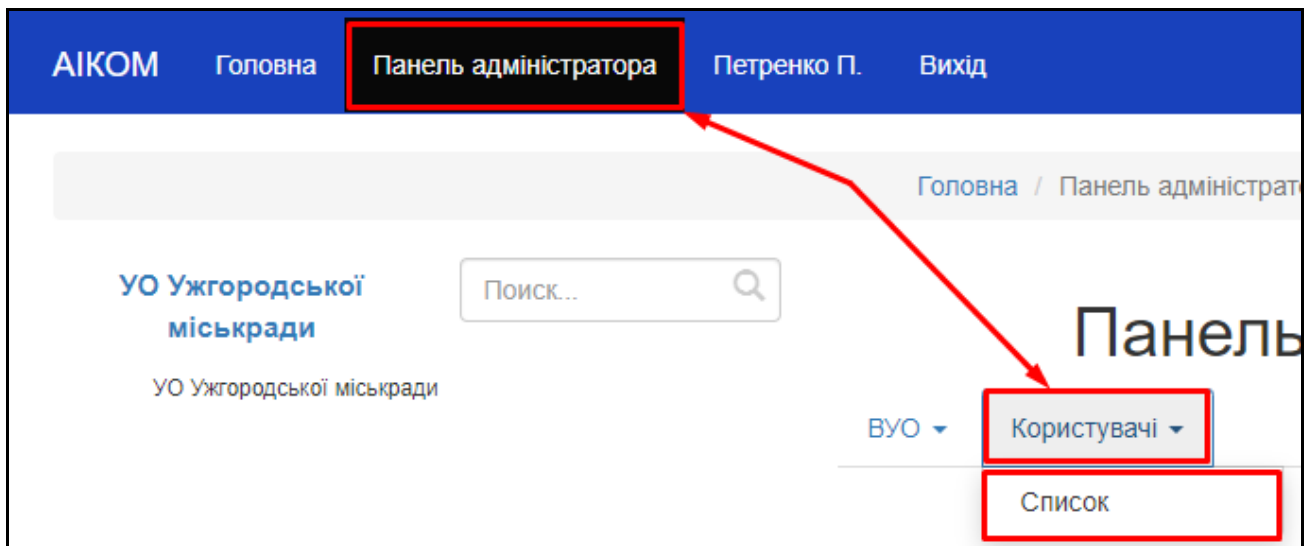 АІКОМ Головна Панель адміністратора Петренко П. Вихід
Головна / Панель адміністрат
УО Ужгородської
міськради
Поиск...
УО Ужгородської міськради
Панель
ВУО Користувачі
Список